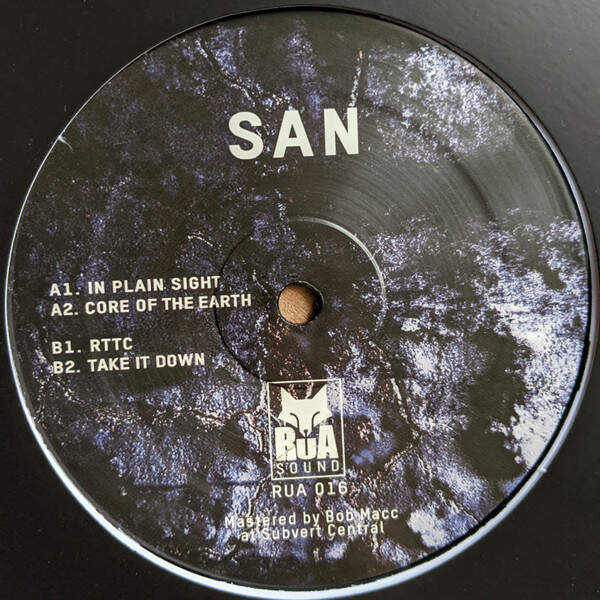 SAN
A1. IN PLAIN SIGHT
A2. CORE OF THE EARTH
B1. RTTC
B2. TAKE IT DOWN
RUA
SOUND
RUA 016
Mastered by Bob Macc
at Subvert Central